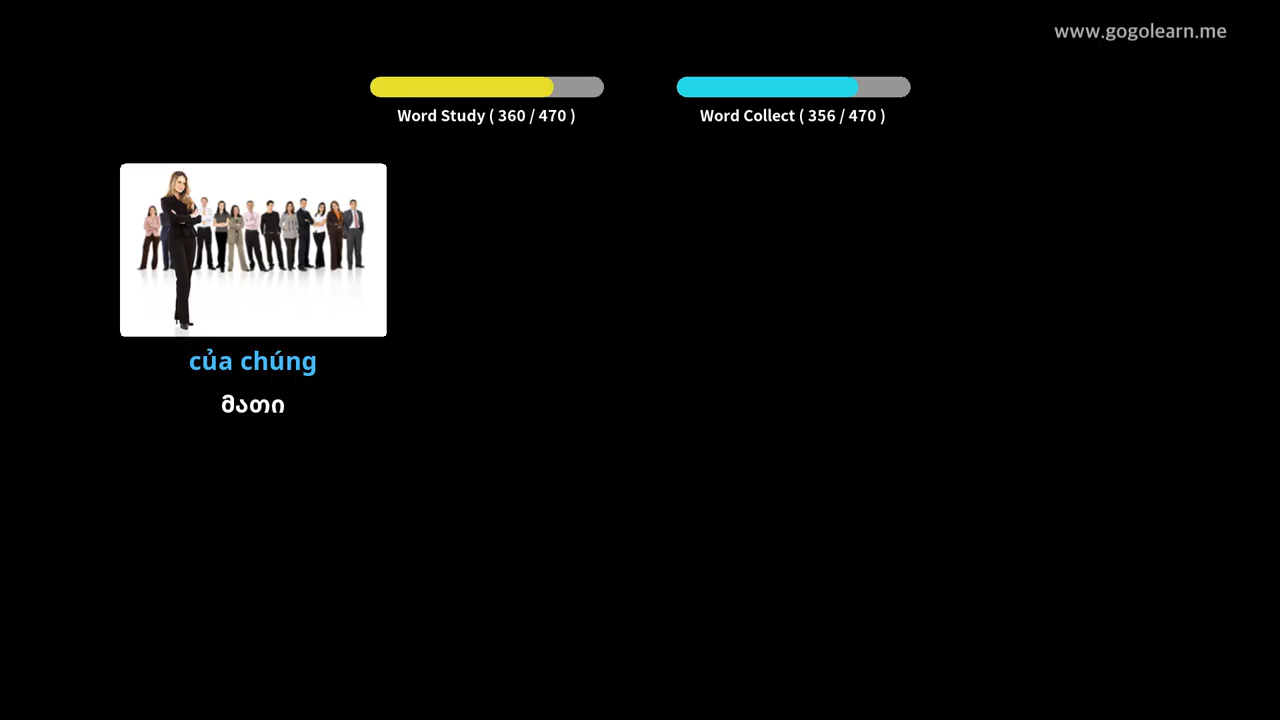 www.gogolearn.me
Word Study ( 360 / 470 )
Word Collect ( 356 / 470 )
của chúng
მათი